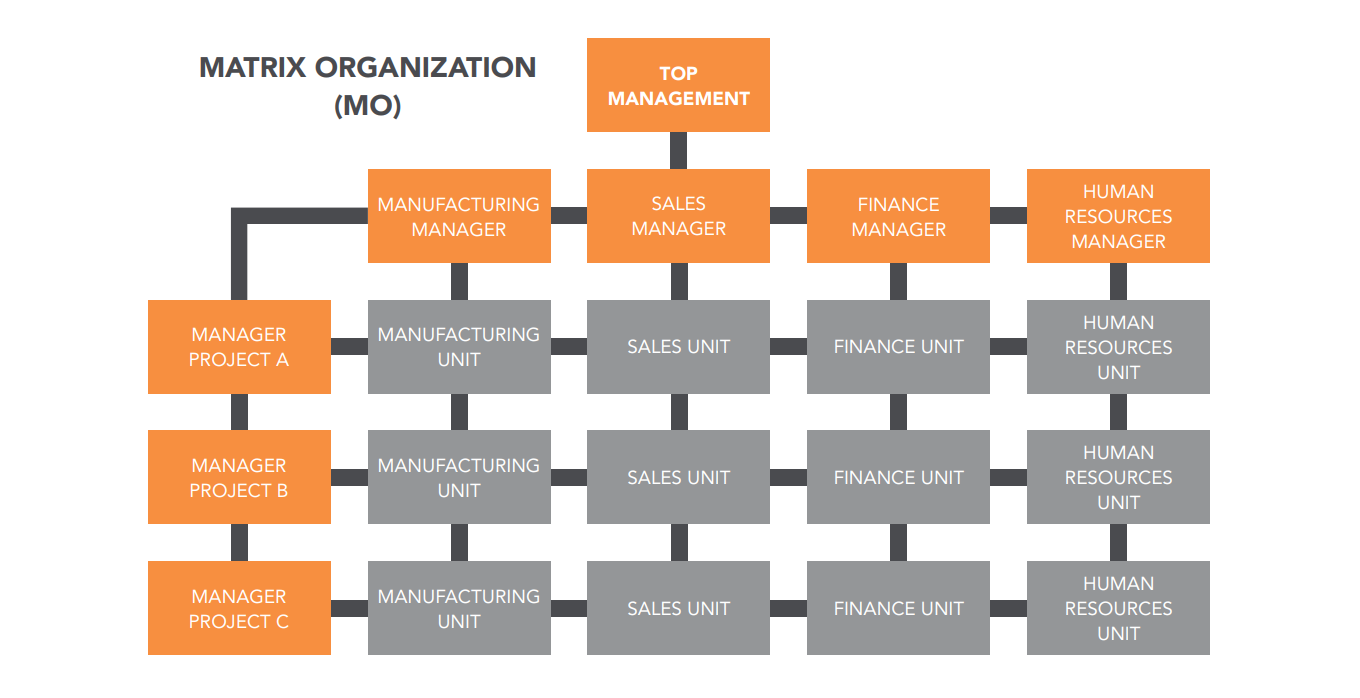 MATRIX ORGANIZATION
(MO)
TOP
MANAGEMENT
MANUFACTURING
MANAGER
SALES
MANAGER
FINANCE
MANAGER
HUMAN
RESOURCES
MANAGER
MANAGER
PROJECT A
MANUFACTURING
UNIT
SALES UNIT
FINANCE UNIT
HUMAN
RESOURCES
UNIT
MANAGER
PROJECT B
MANUFACTURING
UNIT
SALES UNIT
FINANCE UNIT
HUMAN
RESOURCES
UNIT
MANAGER
PROJECT C
MANUFACTURING
UNIT
SALES UNIT
FINANCE UNIT
HUMAN
RESOURCES
UNIT